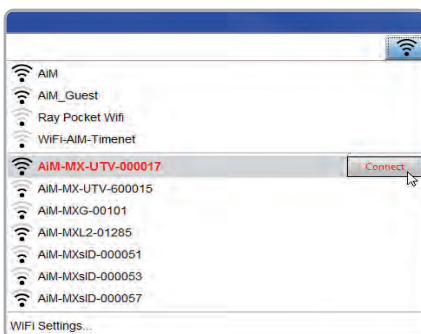 AiM
AiM_Guest
Ray Pocket Wifi
WiFi-AiM-Timenet
AiM-MX-UTV-000017 Connect
AiM-MX-UTV-600015
AiM-MXG-00101
AiM-MXL2-01285
AiM-MXsID-000051
AiM-MXsID-000053
AiM-MXsID-000057
WiFi Settings...